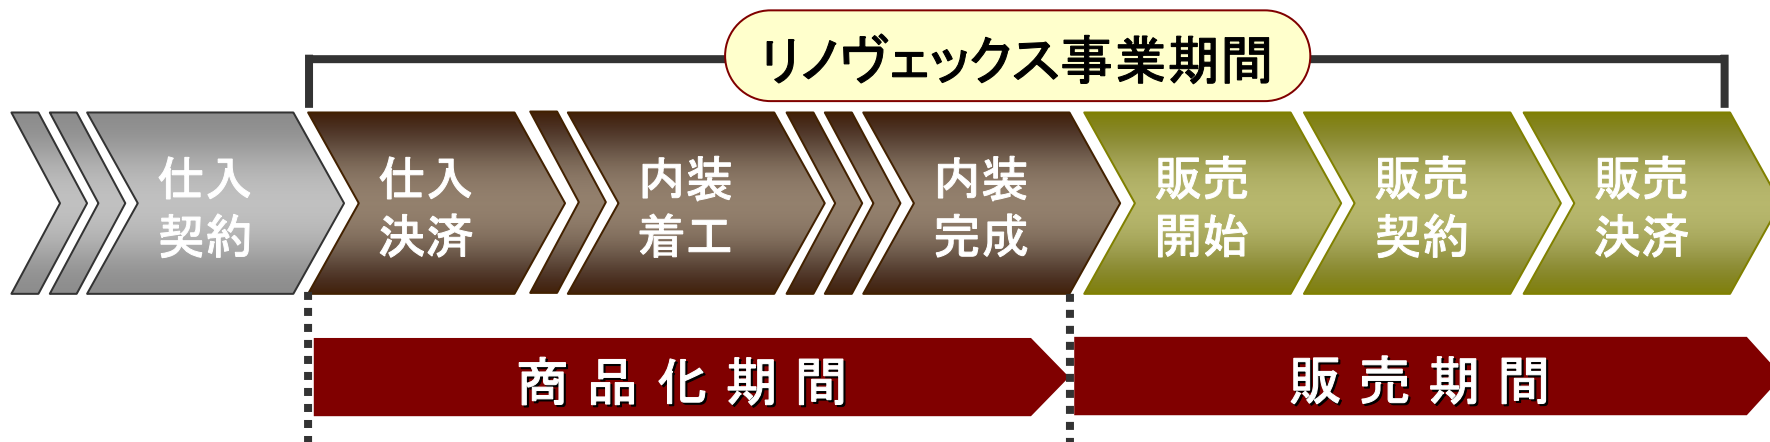 リノヴェックス事業期間
仕入
契約
仕入
決済
内装
着工
内装
完成
販売
開始
販売
契約
販売
決済
商品化期間
販売期間